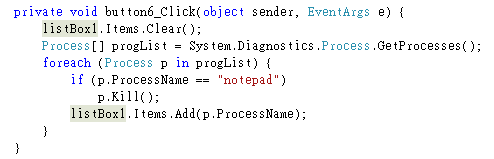 private void button6_Click(object sender, EventArgs e) {
    listBox1.Items.Clear();
    Process[] progList = System.Diagnostics.Process.GetProcesses();
    foreach (Process p in progList) {
        if (p.ProcessName == "notepad")
            p.Kill();
        listBox1.Items.Add(p.ProcessName);
    }
}